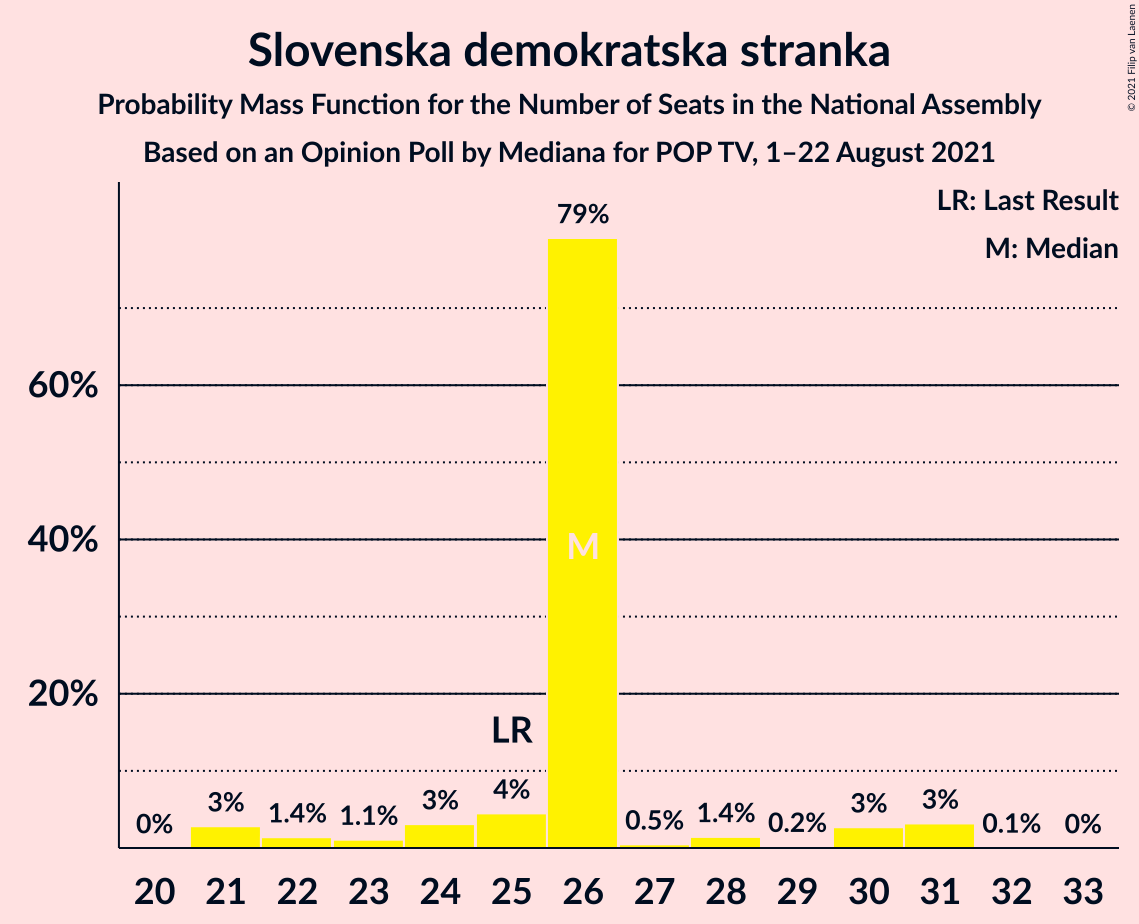 Slovenska demokratska stranka
Probability Mass Function for the Number of Seats in the National Assembly
Based on an Opinion Poll by Mediana for POP TV, 1–22 August 2021
© 2021 Filip van Laenen
LR: Last Result
M: Median
79%
60%
40%
M
20%
LR
0%
3%
1.4%
1.1%
3%
4%
0.5%
1.4%
0.2%
3%
3%
0.1%
0%
20 21 22 23 24 25 26 27 28 29 30 31 32 33